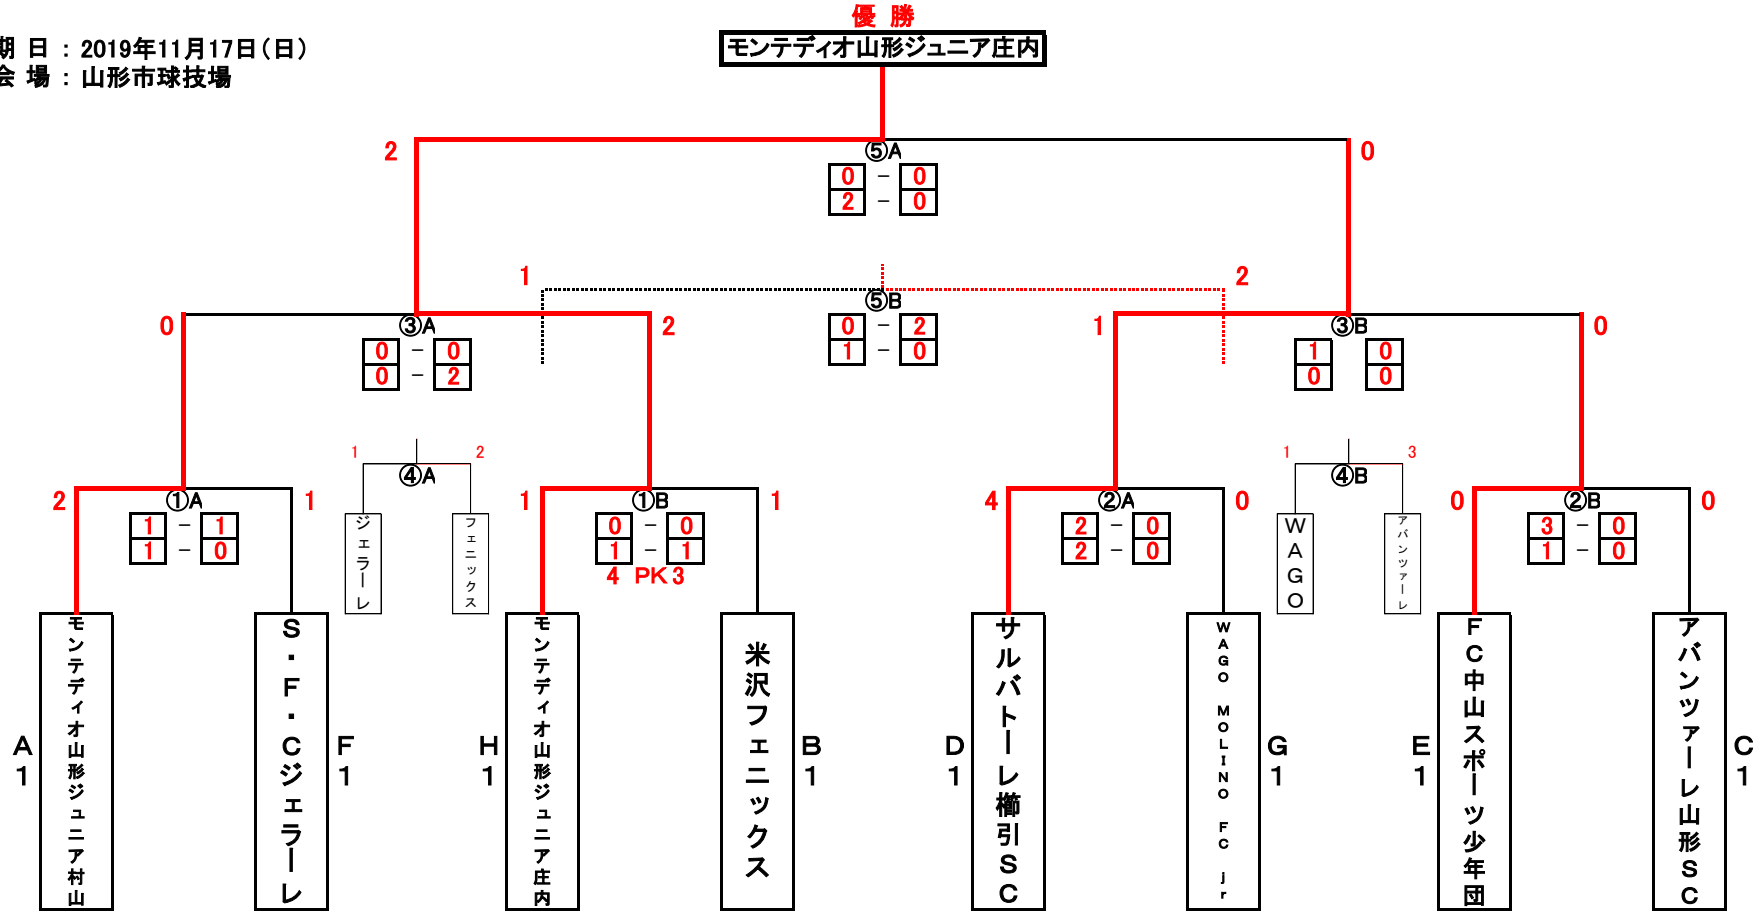 優 勝
モンテディオ山形ジュニア庄内
期 日 : 2019年11月17日(日)
会 場 : 山形市球技場
2
⑤A
0
0 - 0
2 - 0
1
⑤B
2
0 - 2
1 - 0
0
③A
2
0 - 0
0 - 2
1
③B
0
1 0
0 0
2
①A
1
1 - 1
1 - 0
1
④A
2
ジェラーレ
フェニックス
1
①B
1
0 - 0
1 - 1
4 PK 3
4
②A
0
2 - 0
2 - 0
1
④B
3
WAGO
アバンツァーレ
0
②B
0
3 - 0
1 - 0
A1
モンテディオ山形ジュニア村山
S・F・Cジェラーレ
F1
H1
モンテディオ山形ジュニア庄内
米沢フェニックス
B1
D1
サルバトーレ櫛引SC
WAGO MOLINO FC jr
G1
E1
FC中山スポーツ少年団
アバンツァーレ山形SC
C1